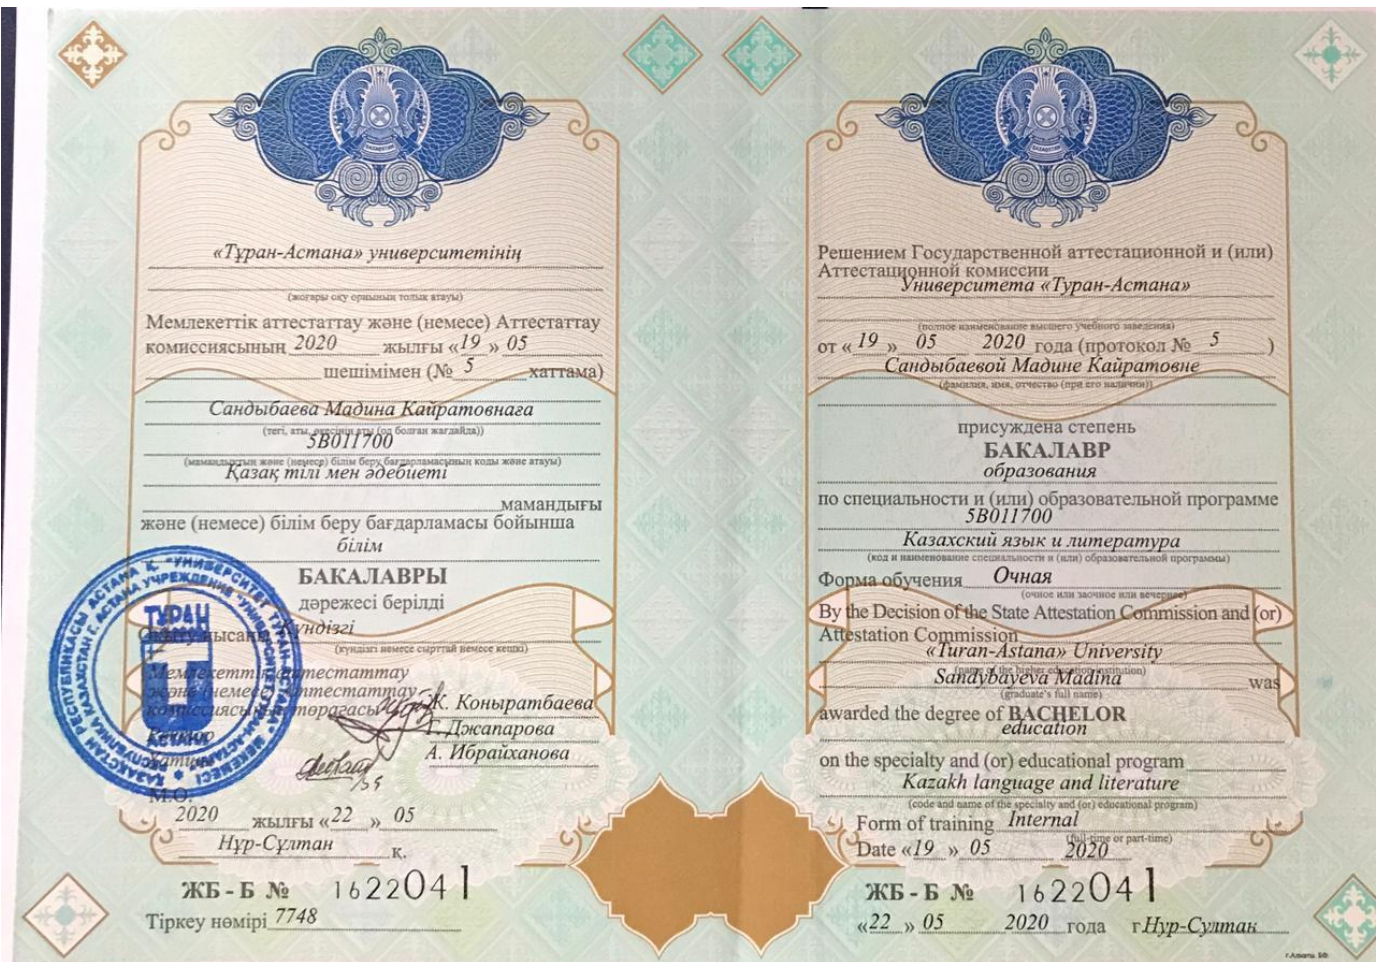 «Тұран-Астана» университетінің
(жоғары оқу орнының толық атауы)
Мемлекеттік аттестаттау және (немесе) Аттестаттау
комиссиясының 2020 жылғы «19 » 05
шешімімен (№ 5 хаттама)
Сандыбаева Мадина Кайратовнаға
(тегі, аты, әкесінің аты (ол болған жағдайда))
5В011700
(мамандықтың және (немесе) білім беру бағдарламасының коды және атауы)
Қазақ тілі мен әдебиеті
мамандығы
және (немесе) білім беру бағдарламасы бойынша
білім
БАКАЛАВРЫ
дәрежесі берілді
Оқыту нысаны Күндізгі
(күндізгі немесе сырттай немесе кешкі)
Мемлекеттік аттестаттау
және (немесе) Аттестаттау
комиссиясының төрағасы Ж. Коныратбаева
Г. Джапарова
А. Ибрайханова
ТҰРАН
АСТАНА
М.О.
2020 жылғы «22 » 05
Нұр-Сұлтан қ.
ЖБ - Б № 1622041
Тіркеу нөмірі 7748
ҚАЗАҚСТАН
Решением Государственной аттестационной и (или)
Аттестационной комиссии
Университета «Туран-Астана»
(полное наименование высшего учебного заведения)
от « 19 » 05 2020 года (протокол № 5 )
Сандыбаевой Мадине Кайратовне
(фамилия, имя, отчество (при его наличии))
присуждена степень
БАКАЛАВР
образования
по специальности и (или) образовательной программе
5В011700
Казахский язык и литература
(код и наименование специальности и (или) образовательной программы)
Форма обучения Очная
(очное или заочное или вечернее)
By the Decision of the State Attestation Commission and (or)
Attestation Commission
«Turan-Astana» University
(name of the higher education institution)
Sandybayeva Madina was
(graduate's full name)
awarded the degree of BACHELOR
education
on the specialty and (or) educational program
Kazakh language and literature
(code and name of the specialty and (or) educational program)
Form of training Internal
(full-time or part-time)
Date «19 » 05 2020
ЖБ - Б № 1622041
«22 » 05 2020 года г.Нур-Султан